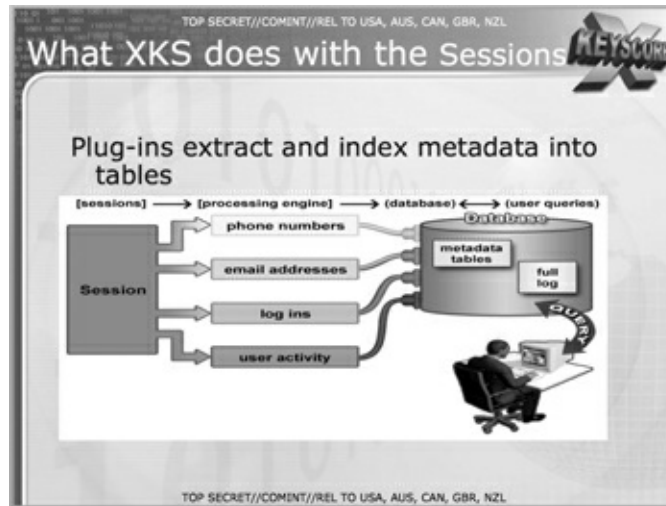 TOP SECRET//COMINT//REL TO USA, AUS, CAN, GBR, NZL
What XKS does with the Sessions
X
KEYSCORE
Plug-ins extract and index metadata into
tables
[sessions] → [processing engine] → (database) ↔ (user queries)
Session
phone numbers
email addresses
log ins
user activity
Database
metadata
tables
full
log
QUERY
TOP SECRET//COMINT//REL TO USA, AUS, CAN, GBR, NZL